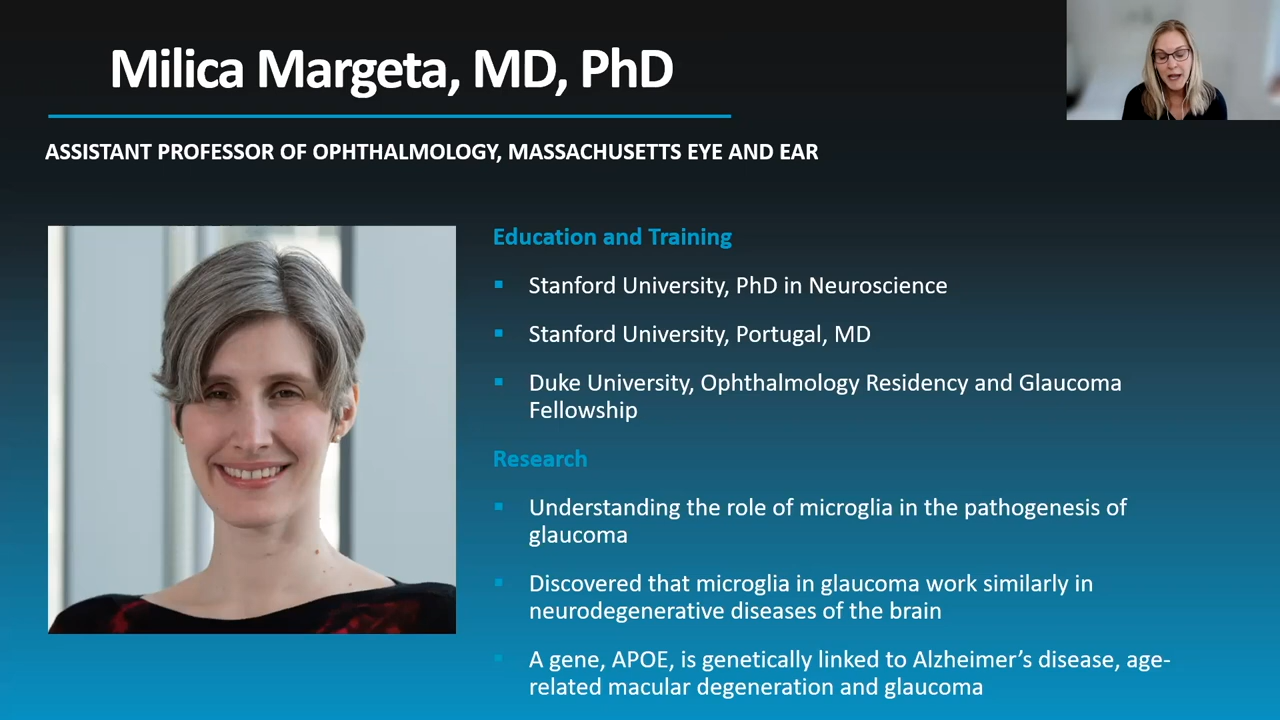 Milica Margeta, MD, PhD
ASSISTANT PROFESSOR OF OPHTHALMOLOGY, MASSACHUSETTS EYE AND EAR
Education and Training
Stanford University, PhD in Neuroscience
Stanford University, Portugal, MD
Duke University, Ophthalmology Residency and Glaucoma
Fellowship
Research
Understanding the role of microglia in the pathogenesis of
glaucoma
Discovered that microglia in glaucoma work similarly in
neurodegenerative diseases of the brain
A gene, APOE, is genetically linked to Alzheimer’s disease, age-
related macular degeneration and glaucoma